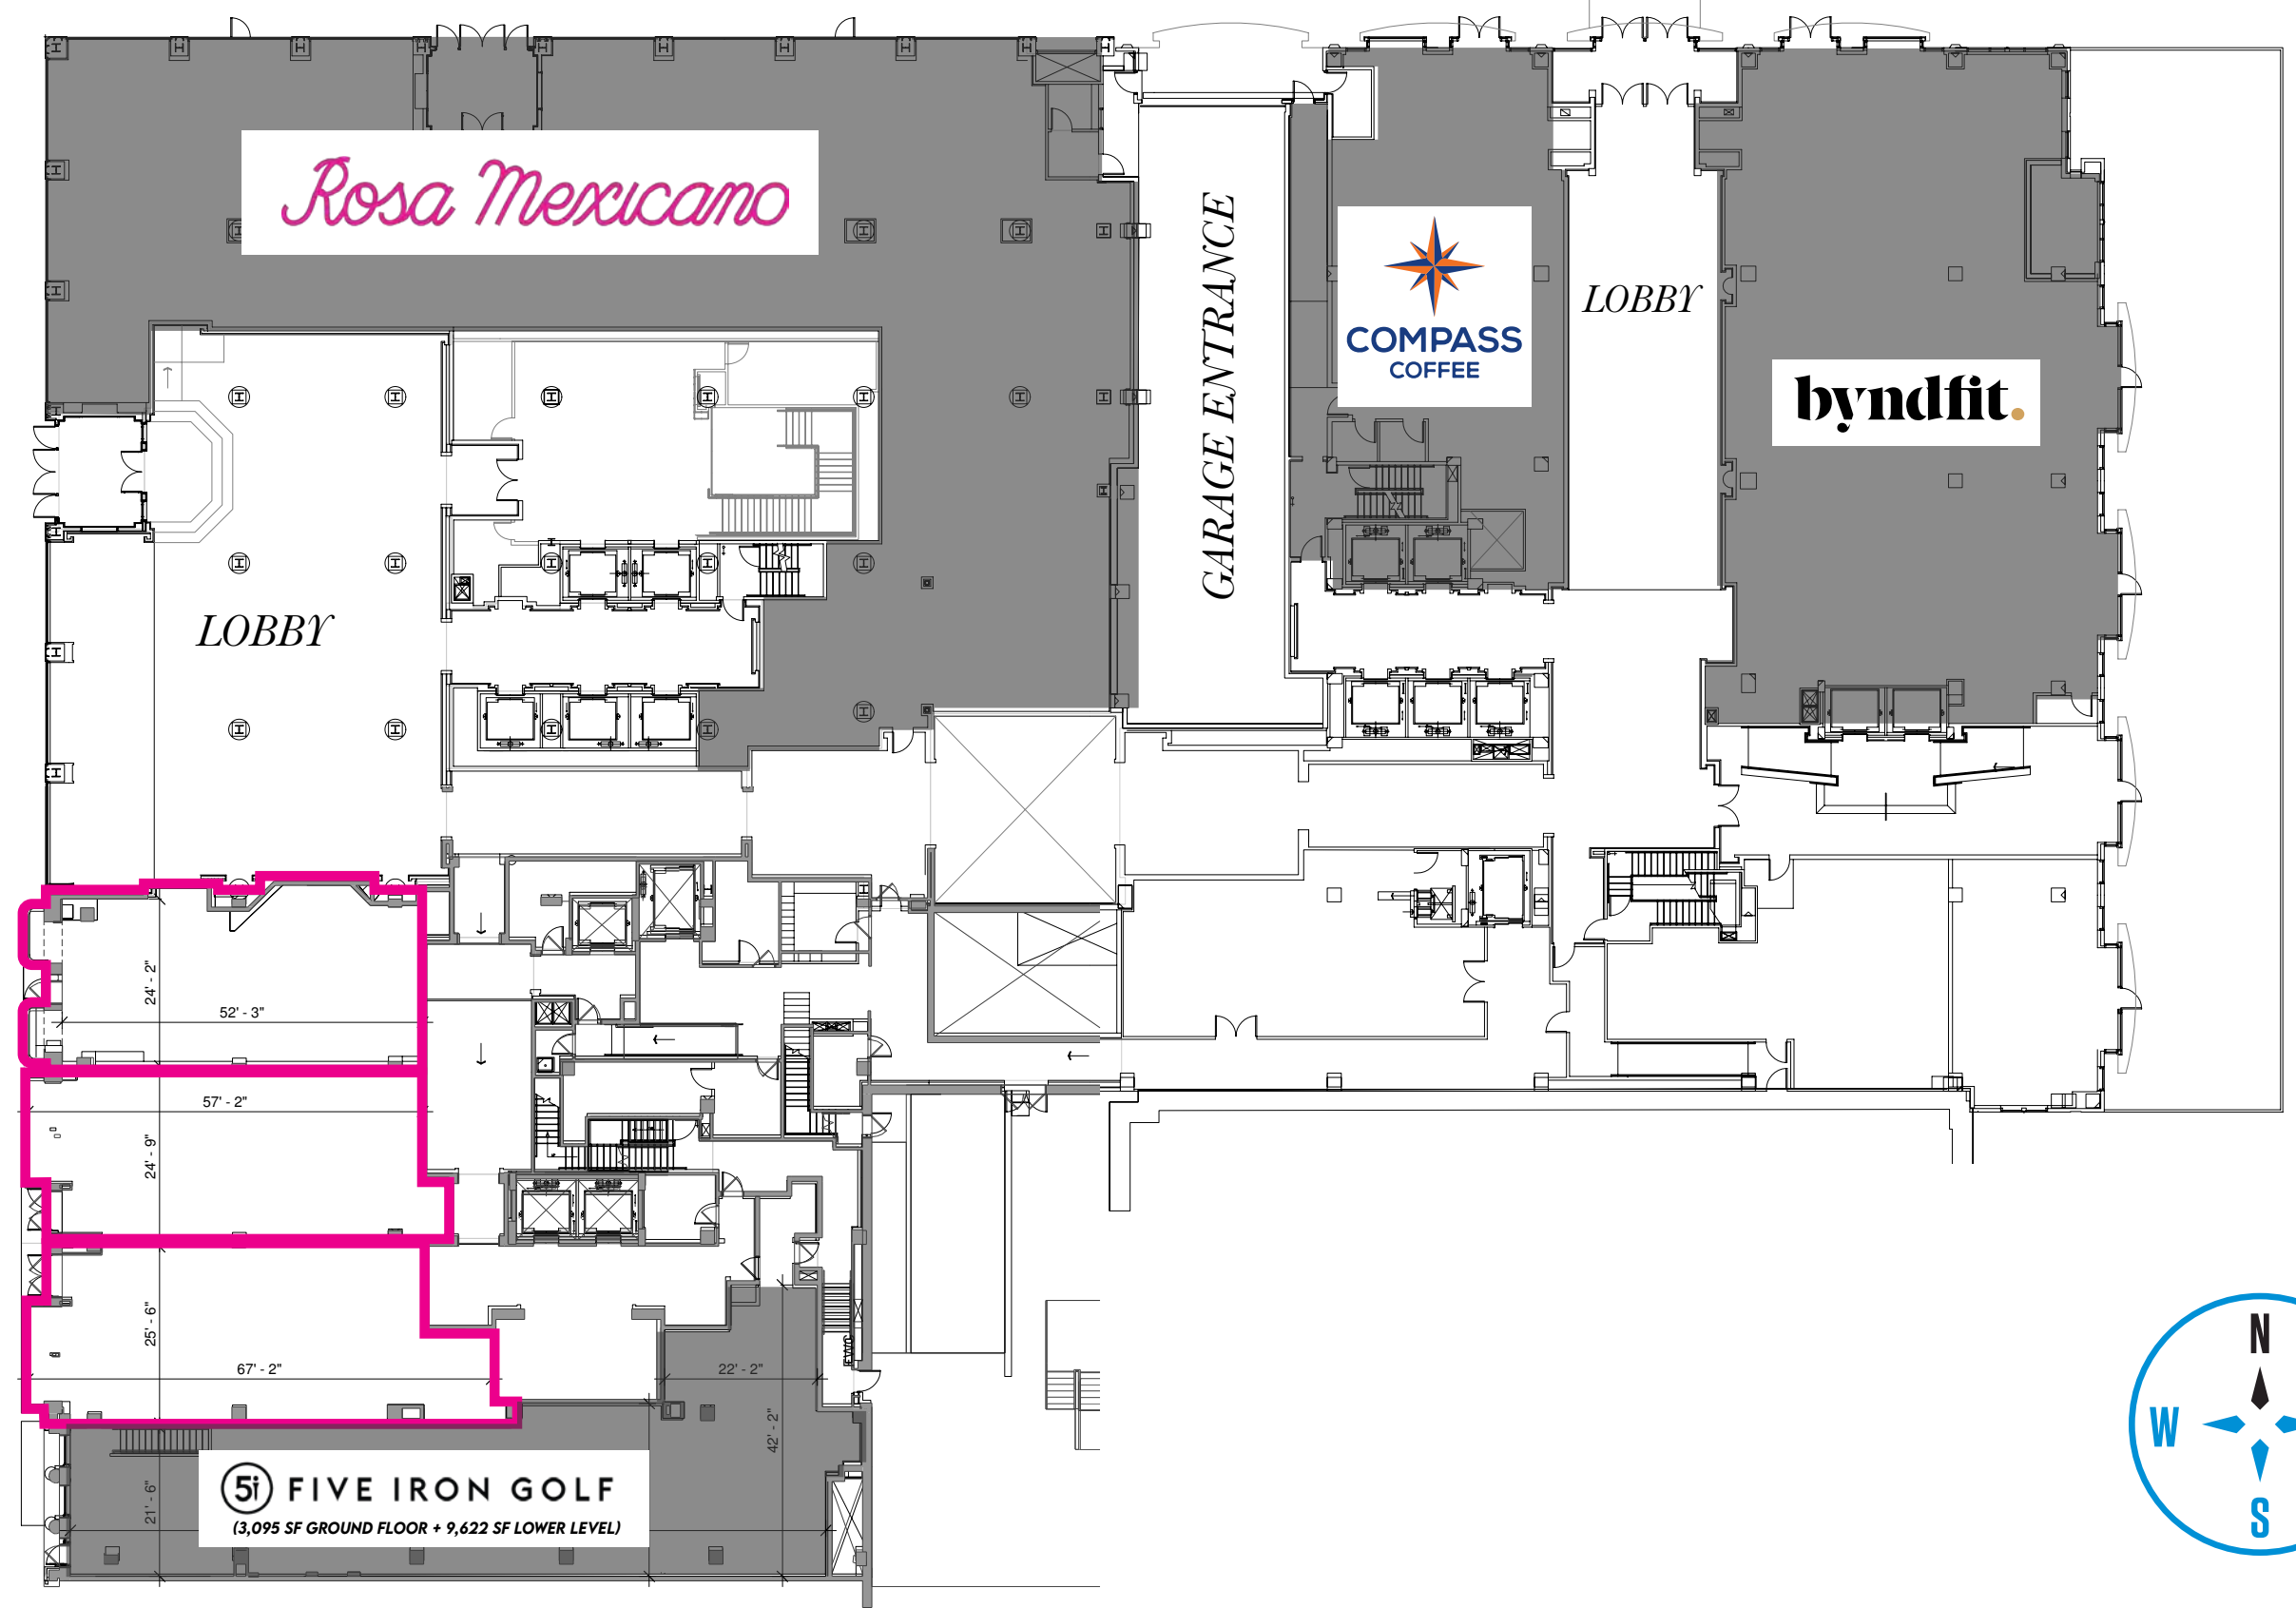 Rosa Mexicano
GARAGE ENTRANCE
COMPASS
COFFEE
LOBBY
byndfit.
LOBBY
24' - 2"
52' - 3"
57' - 2"
24' - 9"
25' - 6"
67' - 2"
22' - 2"
42' - 2"
21' - 6"
5i FIVE IRON GOLF
(3,095 SF GROUND FLOOR + 9,622 SF LOWER LEVEL)
N
W
S